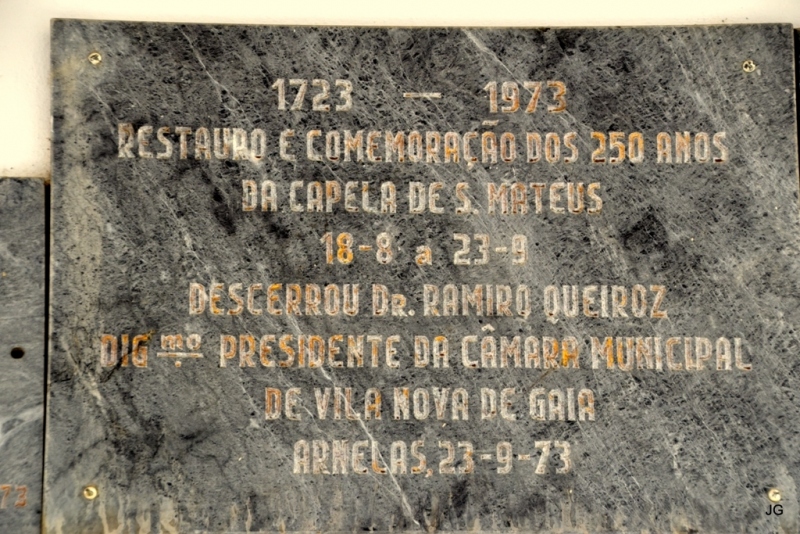 1723 — 1973
RESTAURO E COMEMORAÇÃO DOS 250 ANOS
DA CAPELA DE S. MATEUS
18-8 a 23-9
DESCERROU DR. RAMIRO QUEIROZ
DIGmo PRESIDENTE DA CÂMARA MUNICIPAL
DE VILA NOVA DE GAIA
ARNELAS, 23-9-73
73
JG